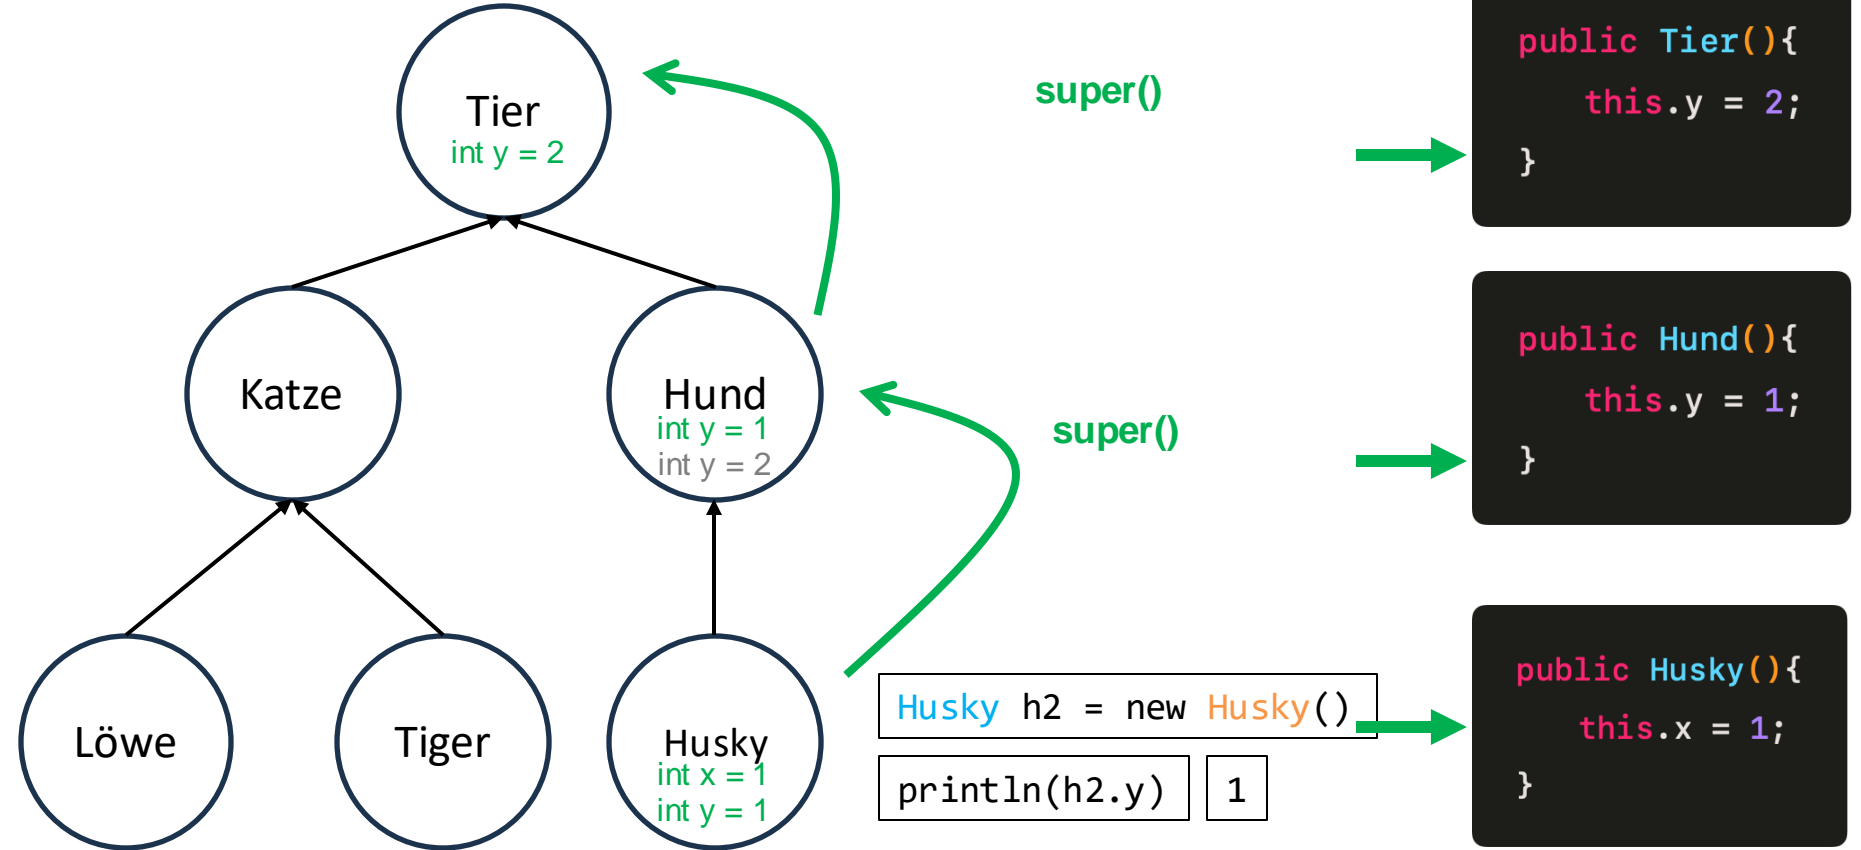 Tier
int y = 2
super()
public Tier(){
this.y = 2;
}
Katze
Hund
int y = 1
int y = 2
super()
public Hund(){
this.y = 1;
}
Löwe
Tiger
Husky
int x = 1
int y = 1
Husky h2 = new Husky()
println(h2.y)
1
public Husky(){
this.x = 1;
}